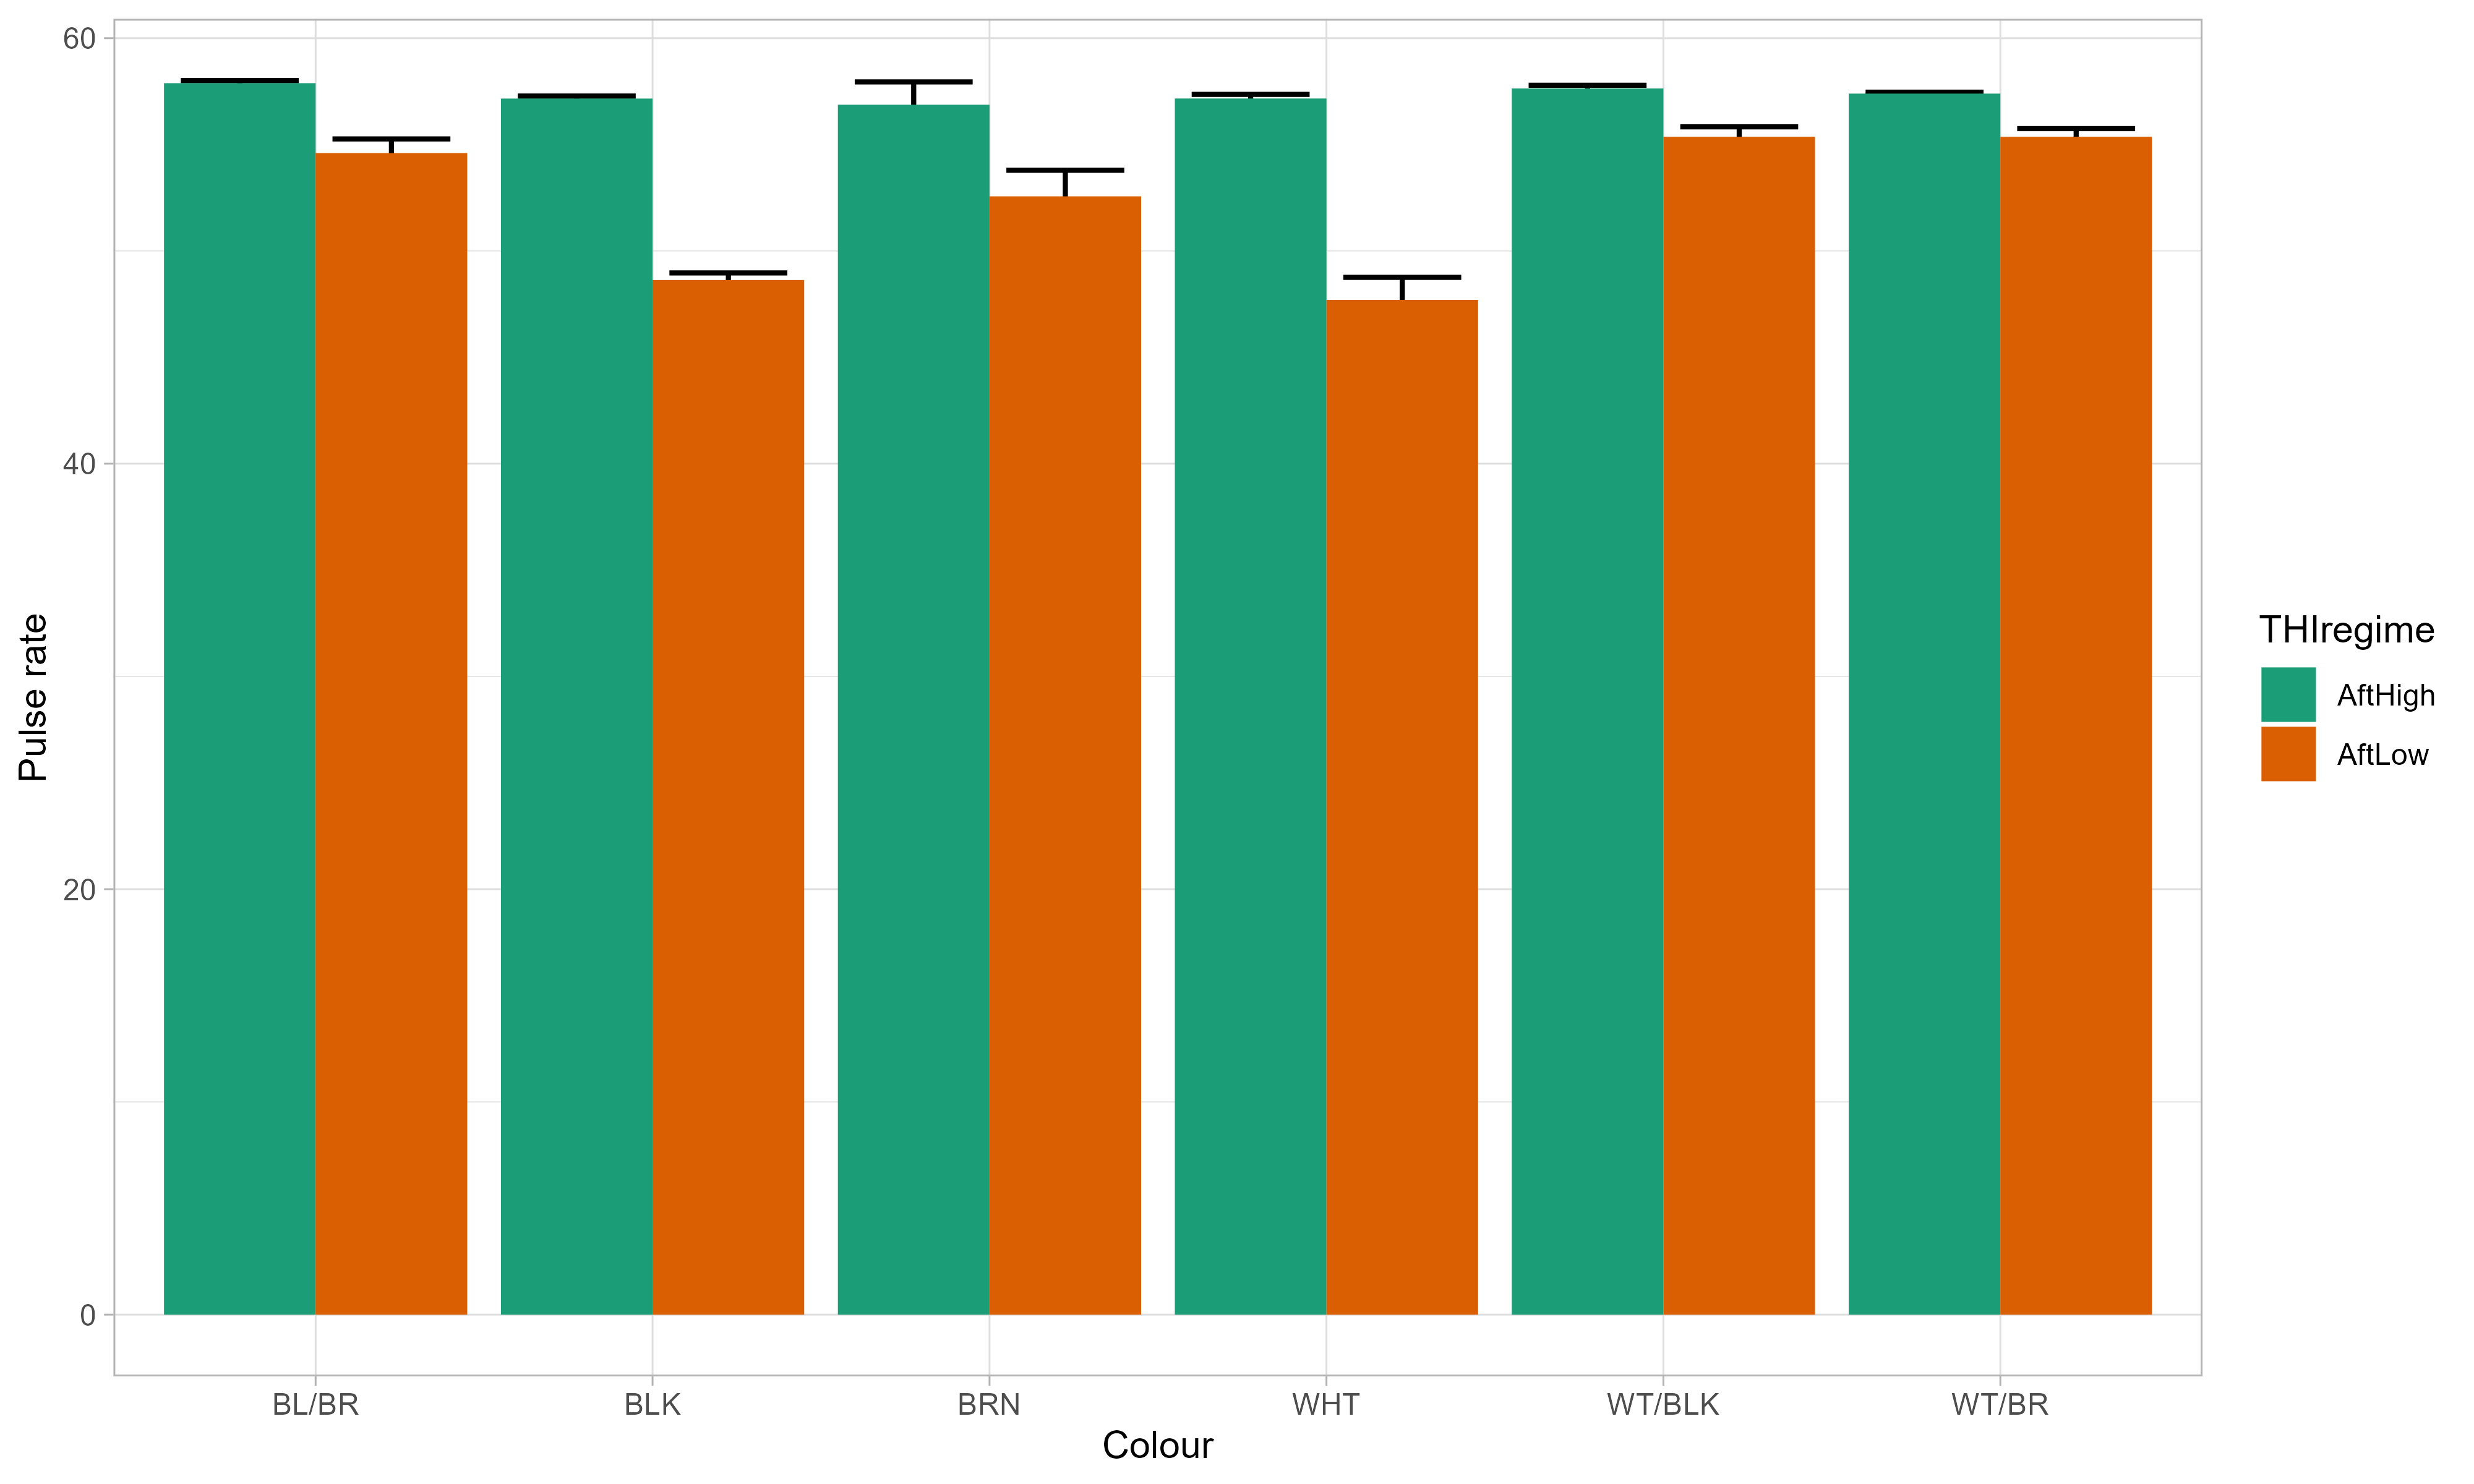 60
40
20
0
Pulse rate
BL/BR
BLK
BRN
WHT
WT/BLK
WT/BR
Colour
THIregime
AftHigh
AftLow